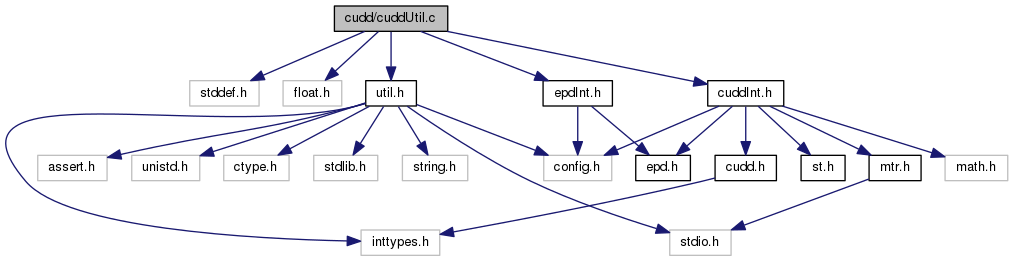 cudd/cuddUtil.c
stddef.h
float.h
util.h
epdInt.h
cuddInt.h
assert.h
unistd.h
ctype.h
stdlib.h
string.h
config.h
epd.h
cudd.h
st.h
mtr.h
math.h
inttypes.h
stdio.h